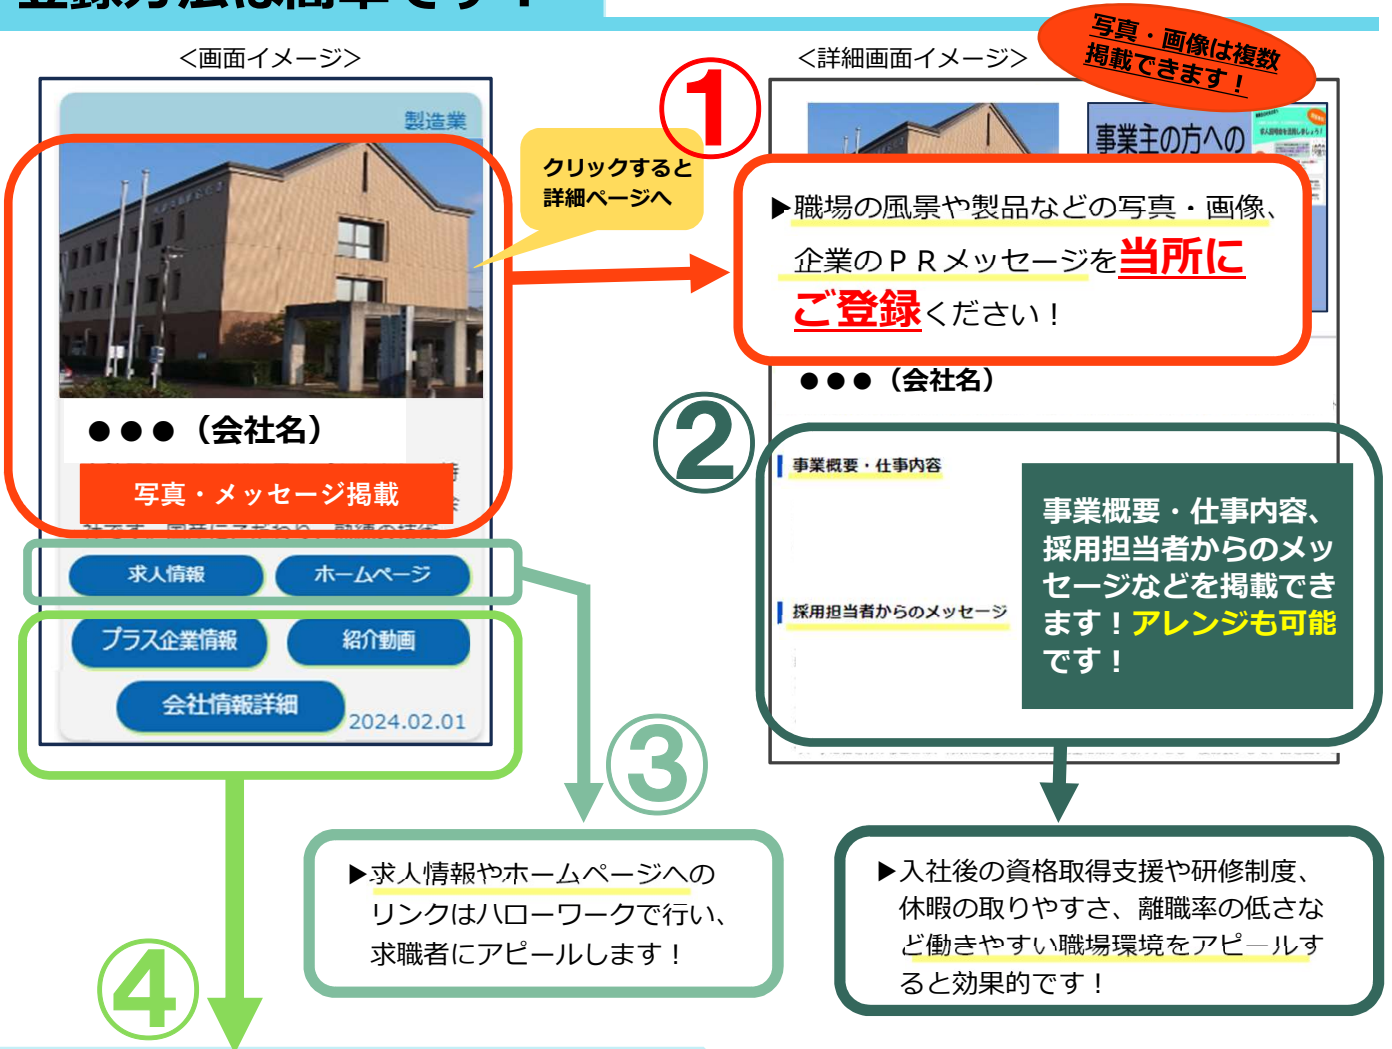 登録方法は簡単です！
＜画面イメージ＞
製造業
クリックすると
詳細ページへ
●●●（会社名）
写真・メッセージ掲載
求人情報
ホームページ
プラス企業情報
紹介動画
会社情報詳細
2024.02.01
①
＜詳細画面イメージ＞
写真・画像は複数
掲載できます！
事業主の方への
▶職場の風景や製品などの写真・画像、
企業のＰＲメッセージを当所に
ご登録ください！
●●●（会社名）
②
事業概要・仕事内容
採用担当者からのメッセージ
事業概要・仕事内容、
採用担当者からのメッ
セージなどを掲載でき
ます！アレンジも可能
です！
③
▶求人情報やホームページへの
リンクはハローワークで行い、
求職者にアピールします！
▶入社後の資格取得支援や研修制度、
休暇の取りやすさ、離職率の低さな
ど働きやすい職場環境をアピールす
ると効果的です！
④